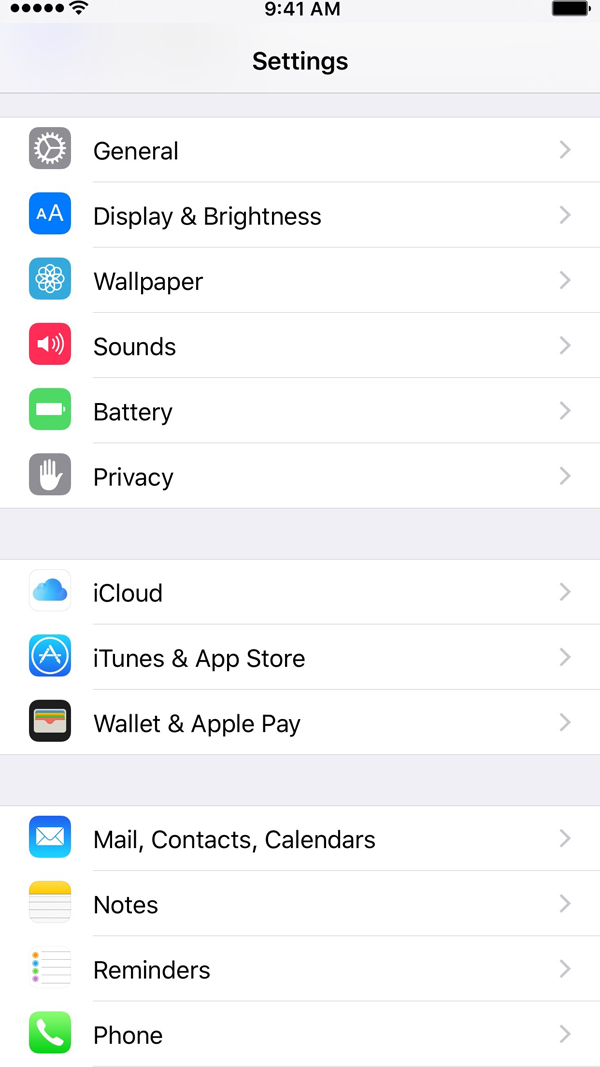 9:41 AM
Settings
General
AA Display & Brightness
Wallpaper
Sounds
Battery
Privacy
iCloud
iTunes & App Store
Wallet & Apple Pay
Mail, Contacts, Calendars
Notes
Reminders
Phone